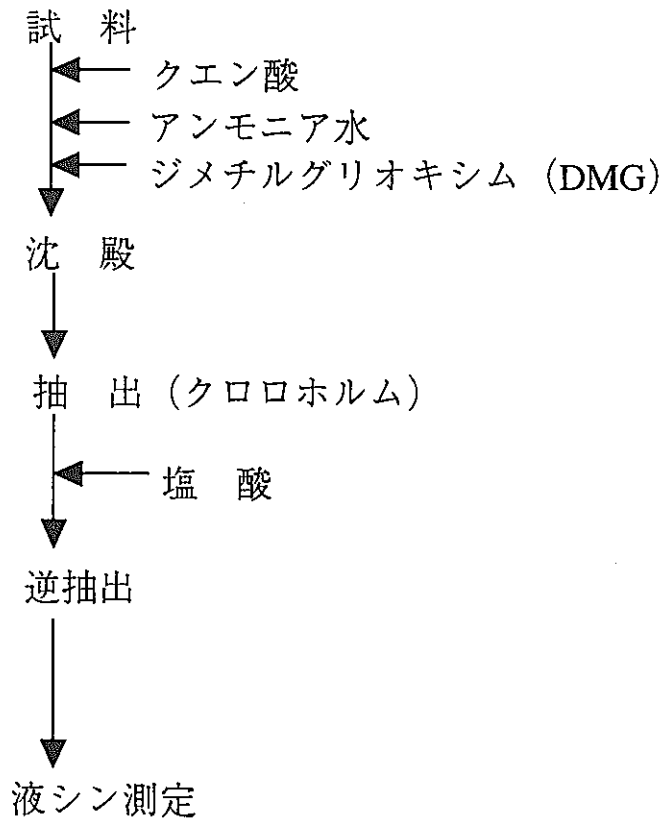 試料
クエン酸
アンモニア水
ジメチルグリオキシム (DMG)
沈殿
抽出 (クロロホルム)
塩酸
逆抽出
液シン測定